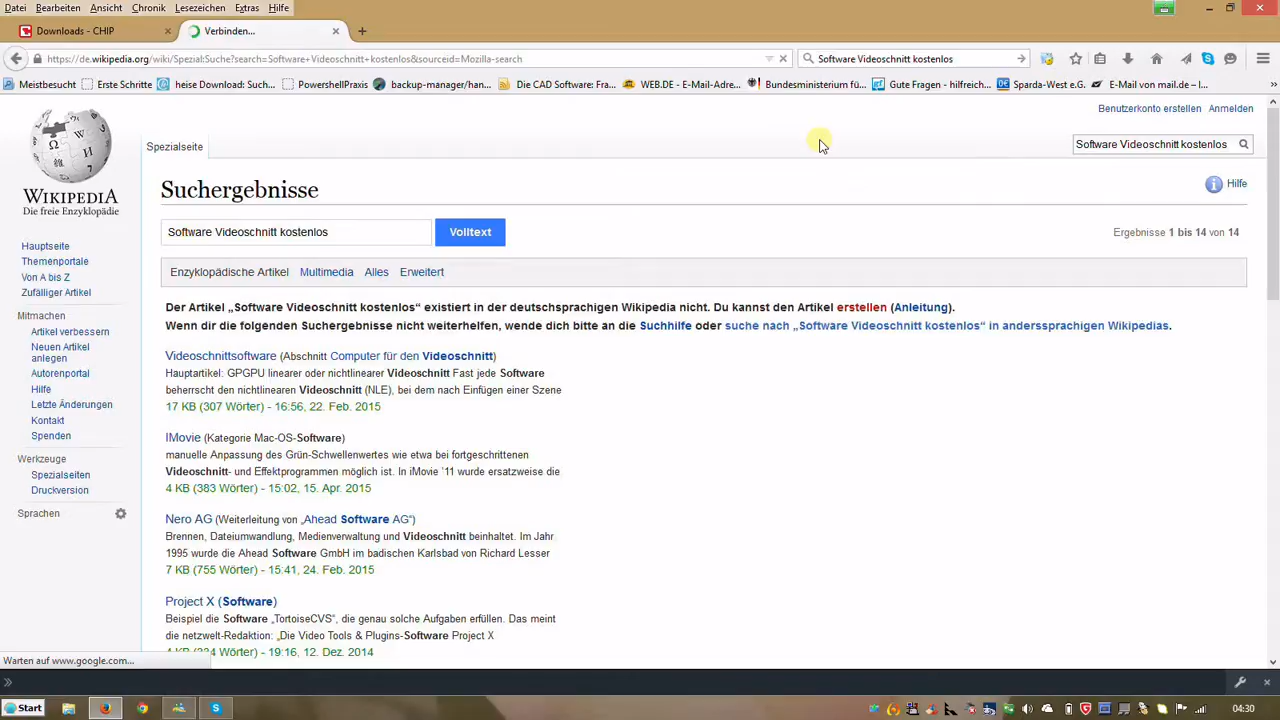 Datei Bearbeiten Ansicht Chronik Lesezeichen Extras Hilfe
Downloads - CHIP
Verbinden...
https://de.wikipedia.org/wiki/Spezial:Suche?search=Software+Videoschnitt+kostenlos&sourceid=Mozilla-search
Software Videoschnitt kostenlos
Meistbesucht Erste Schritte heise Download: Such... PowershellPraxis backup-manager/han... Die CAD Software: Fra... WEB.DE - E-Mail-Adre... Bundesministerium fü... Gute Fragen - hilfreich... Sparda-West e.G. E-Mail von mail.de - l...
Benutzerkonto erstellen Anmelden
Spezialseite
Software Videoschnitt kostenlos
WIKIPEDIA
Die freie Enzyklopädie
Suchergebnisse
Hilfe
Software Videoschnitt kostenlos
Volltext
Ergebnisse 1 bis 14 von 14
Enzyklopädische Artikel Multimedia Alles Erweitert
Der Artikel „Software Videoschnitt kostenlos“ existiert in der deutschsprachigen Wikipedia nicht. Du kannst den Artikel erstellen (Anleitung).
Wenn dir die folgenden Suchergebnisse nicht weiterhelfen, wende dich bitte an die Suchhilfe oder suche nach „Software Videoschnitt kostenlos“ in anderssprachigen Wikipedias.
Videoschnittsoftware (Abschnitt Computer für den Videoschnitt)
Hauptartikel: GPGPU linearer oder nichtlinearer Videoschnitt Fast jede Software
beherrscht den nichtlinearen Videoschnitt (NLE), bei dem nach Einfügen einer Szene
17 KB (307 Wörter) - 16:56, 22. Feb. 2015
IMovie (Kategorie Mac-OS-Software)
manuelle Anpassung des Grün-Schwellenwertes wie etwa bei fortgeschrittenen
Videoschnitt- und Effektprogrammen möglich ist. In iMovie '11 wurde ersatzweise die
4 KB (383 Wörter) - 15:02, 15. Apr. 2015
Nero AG (Weiterleitung von „Ahead Software AG“)
Brennen, Dateiumwandlung, Medienverwaltung und Videoschnitt beinhaltet. Im Jahr
1995 wurde die Ahead Software GmbH im badischen Karlsbad von Richard Lesser
7 KB (755 Wörter) - 15:41, 24. Feb. 2015
Project X (Software)
Beispiel die Software „TortoiseCVS“, die genau solche Aufgaben erfüllen. Das meint
die netzwelt-Redaktion: „Die Video Tools & Plugins-Software Project X
4 KB (324 Wörter) - 19:16, 12. Dez. 2014
Hauptseite
Themenportale
Von A bis Z
Zufälliger Artikel
Mitmachen
Artikel verbessern
Neuen Artikel
anlegen
Autorenportal
Hilfe
Letzte Änderungen
Kontakt
Spenden
Werkzeuge
Spezialseiten
Druckversion
Sprachen
Warten auf www.google.com...
Start
04:30